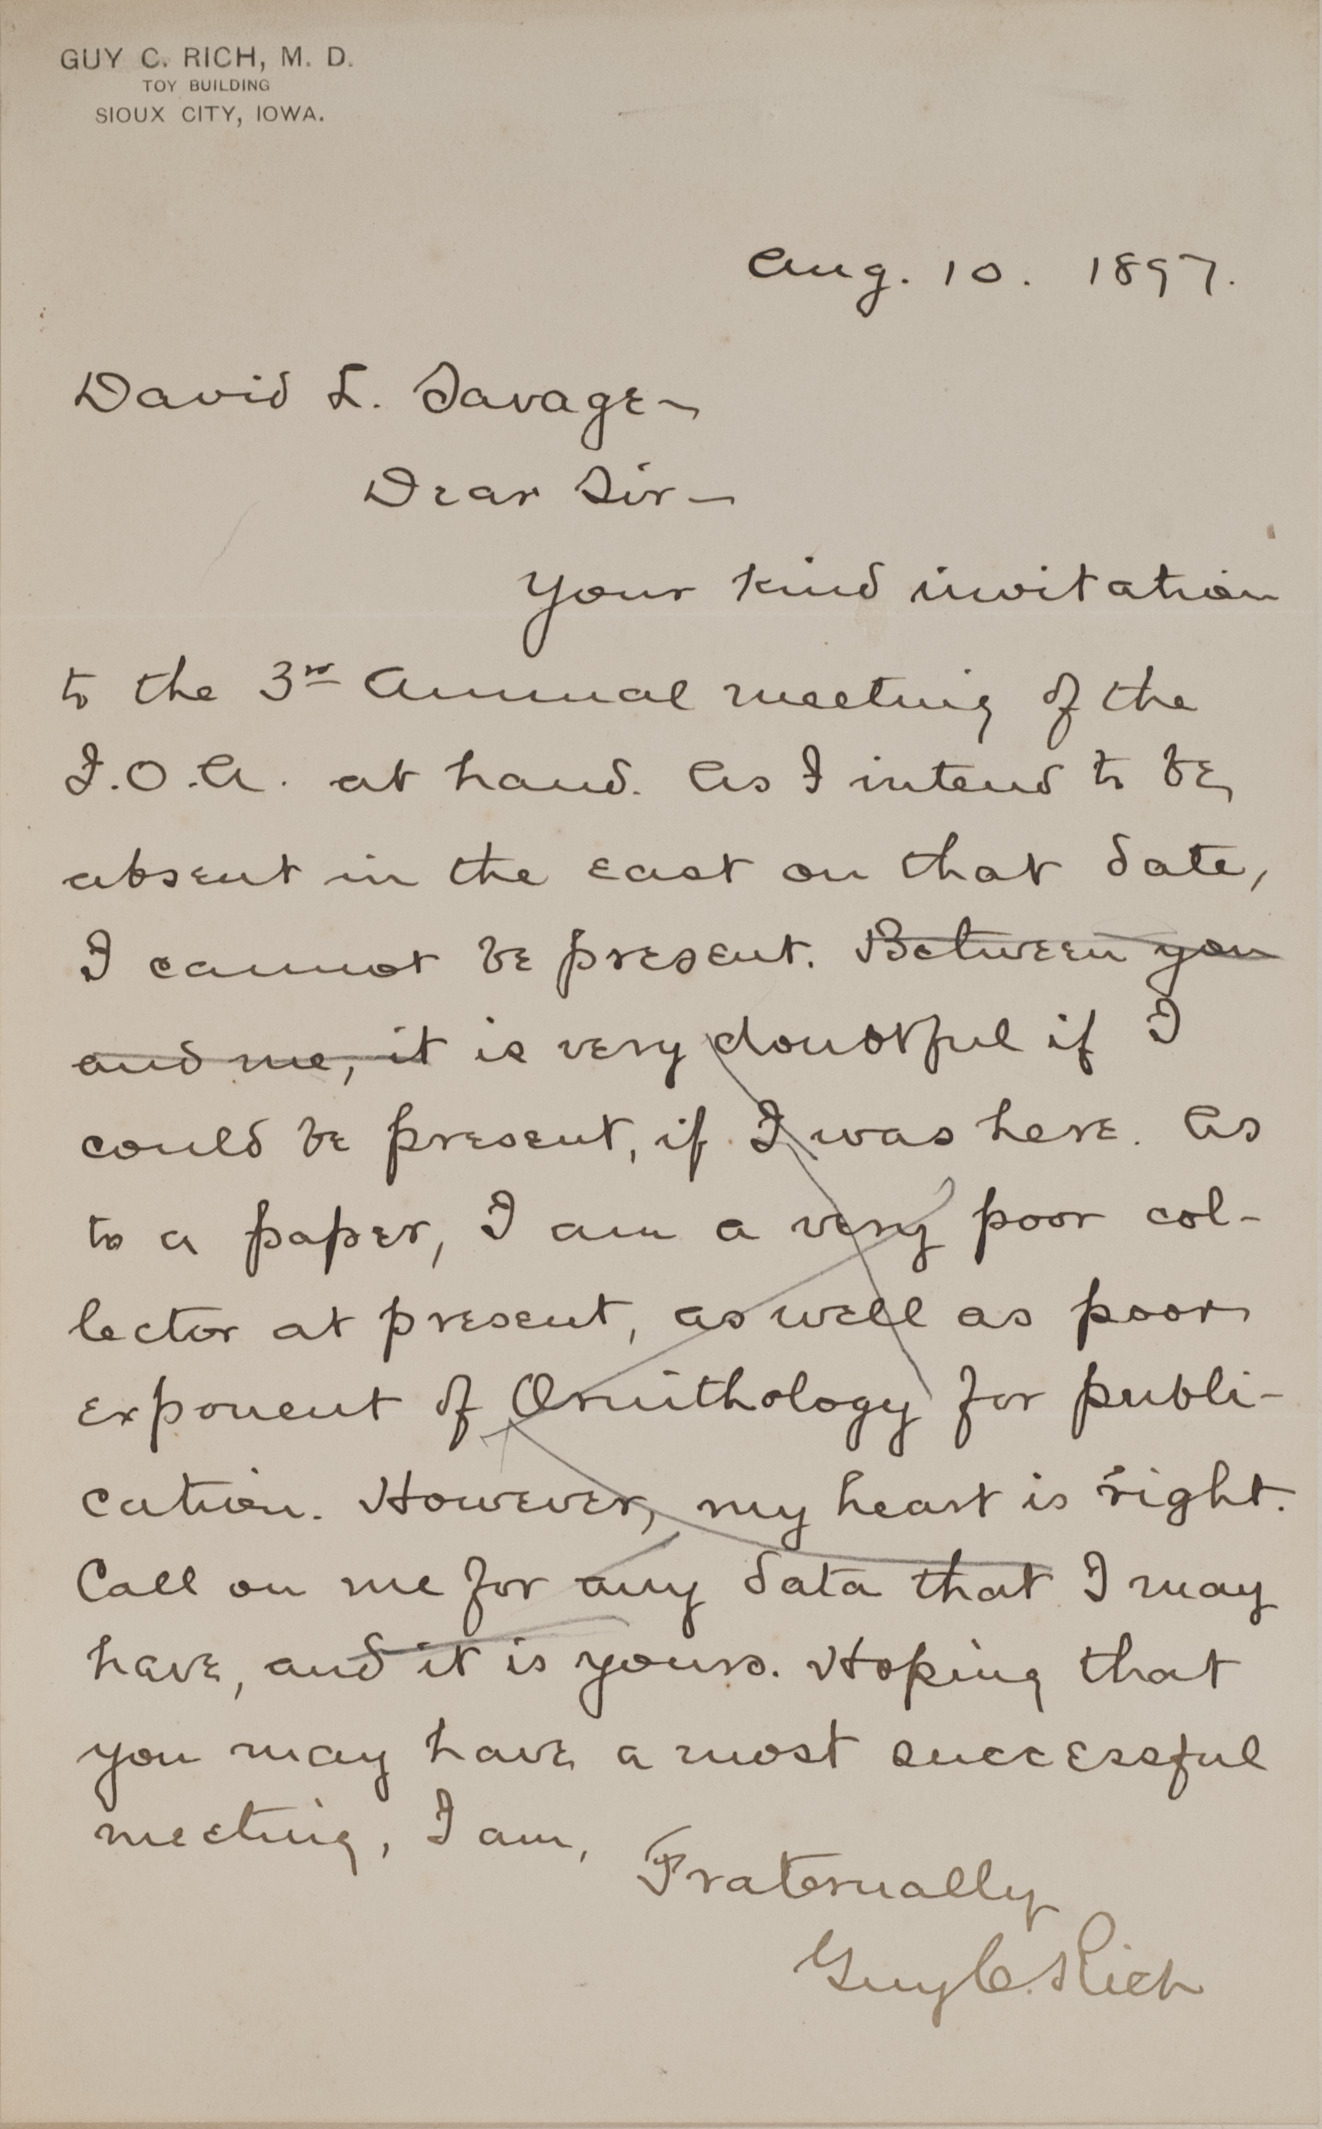 GUY C. RICH, M. D.
TOY BUILDING
SIOUX CITY, IOWA.
Aug. 10. 1897.
David L. Savage-
Dear Sir-
Your kind invitation
to the 3rd Annual meeting of the
I.O.A. at hand. As I intend to be
absent in the east on that date,
I cannot be present. Between you
and me, it is very doubtful if I
could be present, if I was here. As
to a paper, I am a very poor col-
lector at present, as well as poor
exponent of Ornithology for publi-
cation. However, my heart is right.
Call on me for any data that I may
have, and it is yours. Hoping that
you may have a most successful
meeting, I am,
Fraternally
Guy C. Rich